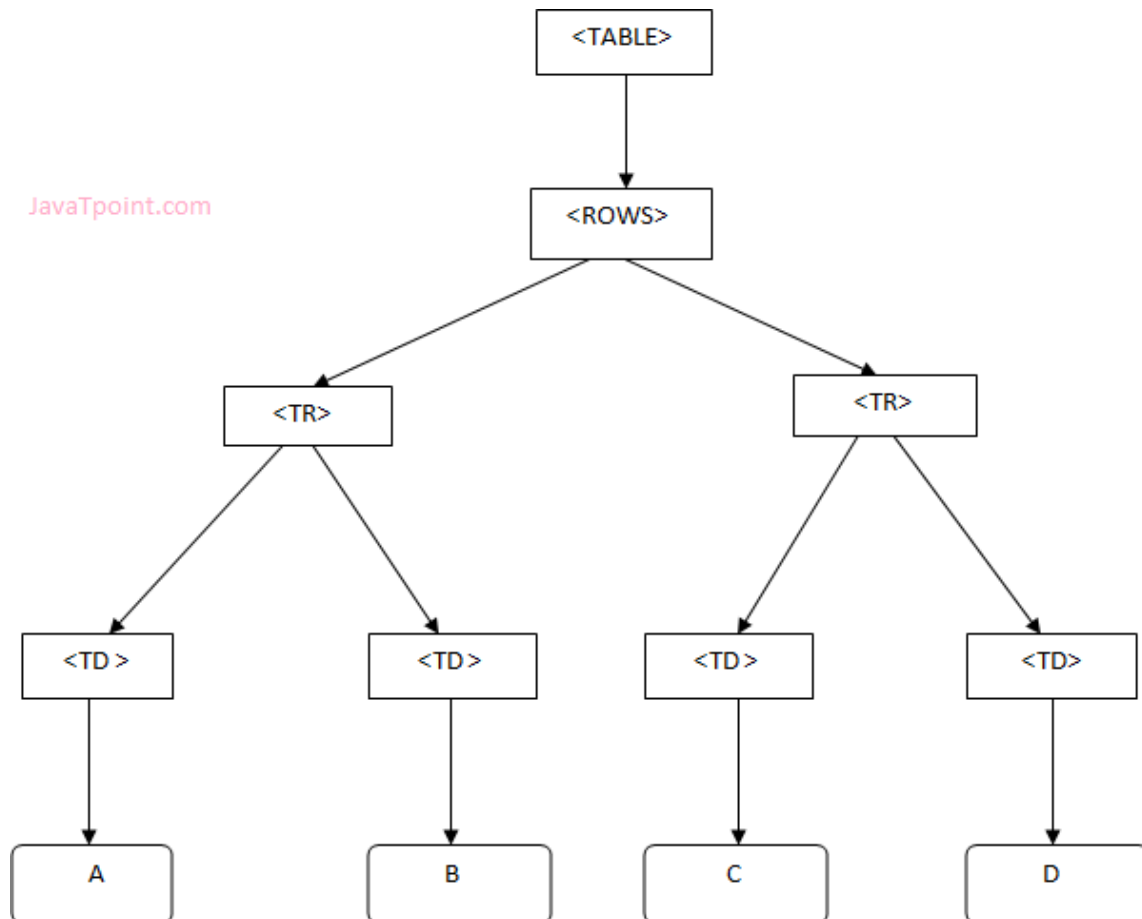 <TABLE>
JavaTpoint.com
<ROWS>
<TR>
<TR>
<TD >
<TD >
<TD >
<TD>
A
B
C
D